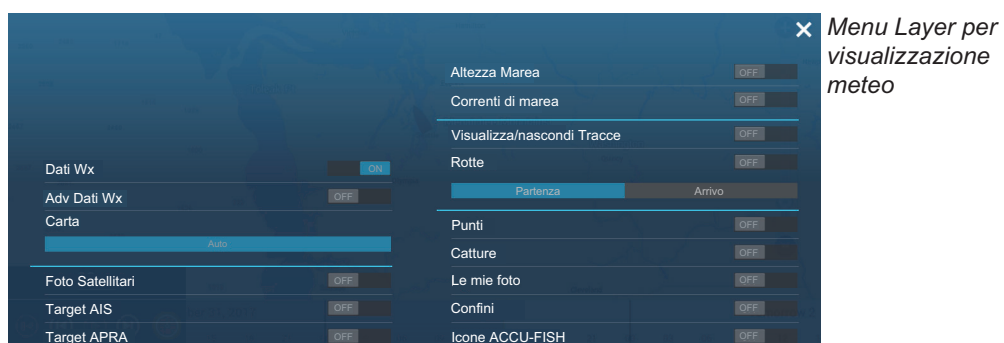 Dati Wx ON
Adv Dati Wx OFF
Carta
Auto
Foto Satellitari OFF
Target AIS OFF
Target APRA OFF
Altezza Marea OFF
Correnti di marea OFF
Visualizza/nascondi Tracce OFF
Rotte OFF
Partenza Arrivo
Punti OFF
Catture OFF
Le mie foto OFF
Confini OFF
Icone ACCU-FISH OFF
Menu Layer per
visualizzazione
meteo